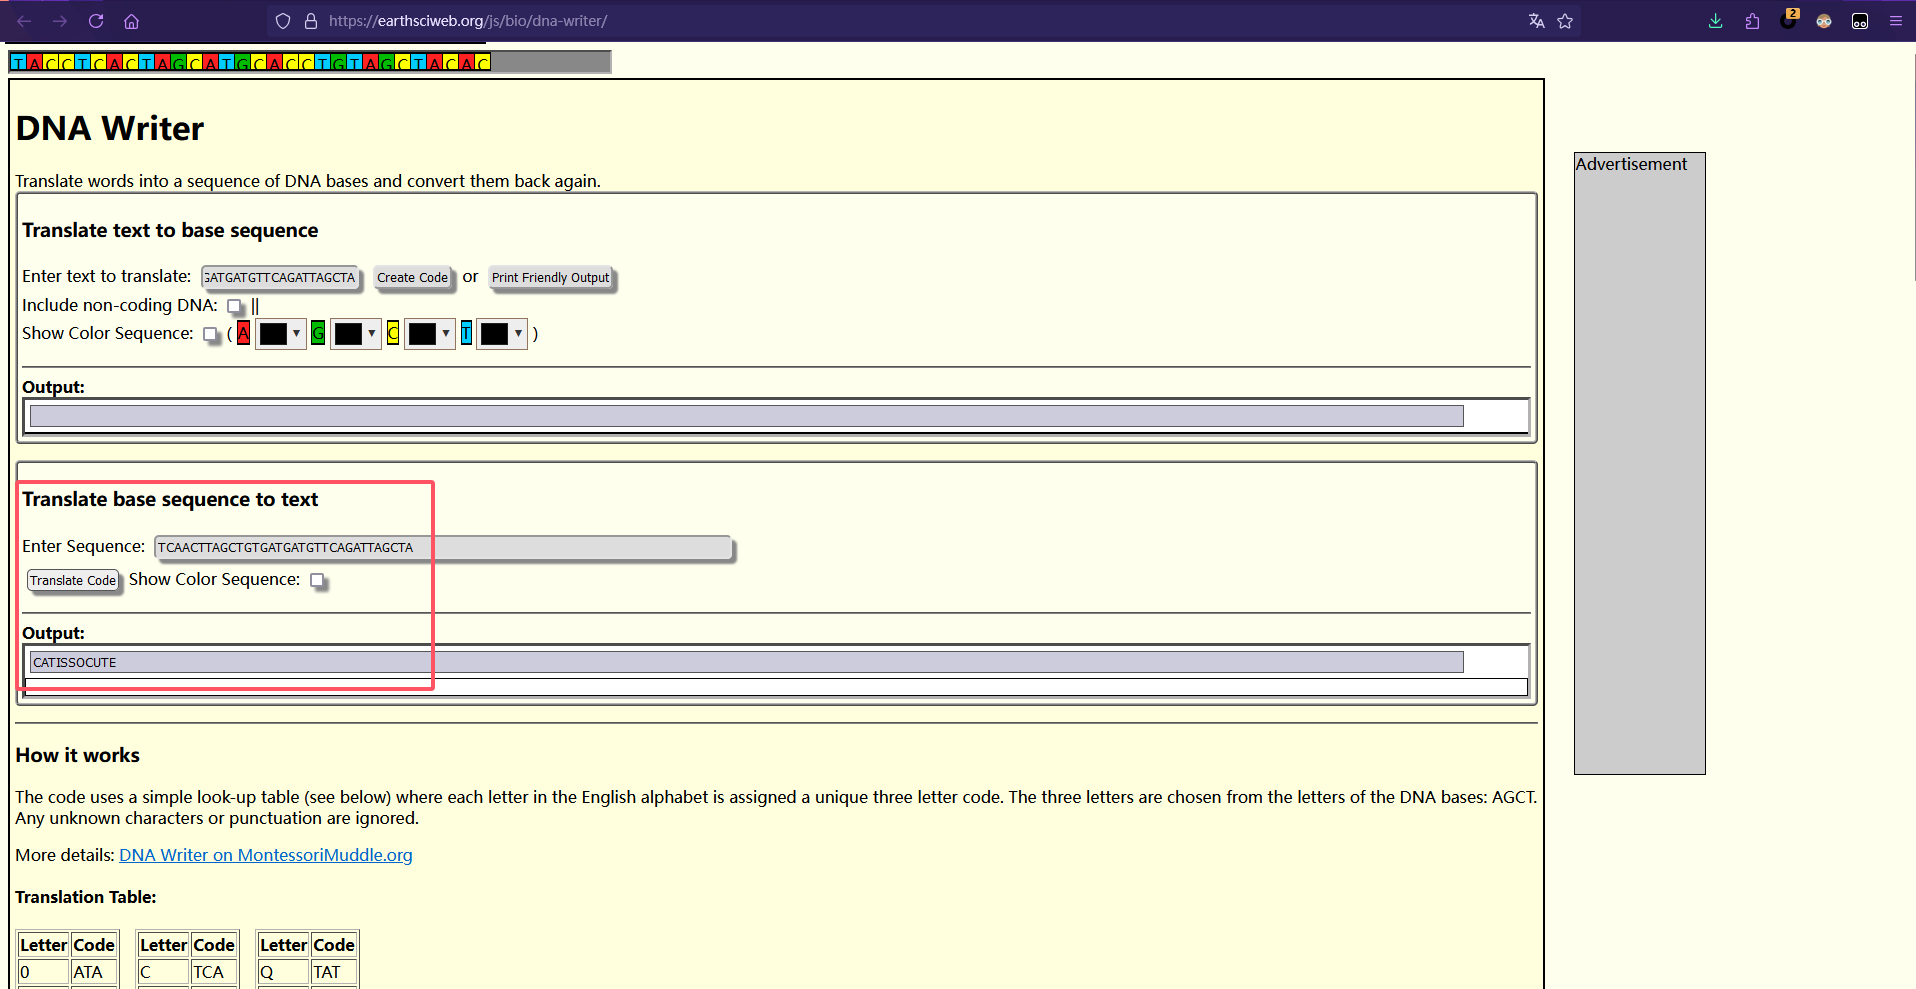 https://earthsciweb.org/js/bio/dna-writer/
2
TACCTCACTAGCATGCACCTGTAGCTACAC
DNA Writer
Translate words into a sequence of DNA bases and convert them back again.
Advertisement
Translate text to base sequence
Enter text to translate: GATGATGTTCAGATTAGCTA Create Code or Print Friendly Output
Include non-coding DNA: ||
Show Color Sequence: ( A G C T )
Output:
Translate base sequence to text
Enter Sequence: TCAACTTAGCTGTGATGATGTTCAGATTAGCTA
Translate Code Show Color Sequence:
Output:
CATISSOCUTE
How it works
The code uses a simple look-up table (see below) where each letter in the English alphabet is assigned a unique three letter code. The three letters are chosen from the letters of the DNA bases: AGCT.
Any unknown characters or punctuation are ignored.
More details: DNA Writer on MontessoriMuddle.org
Translation Table:
Letter Code Letter Code Letter Code
0 ATA C TCA Q TAT